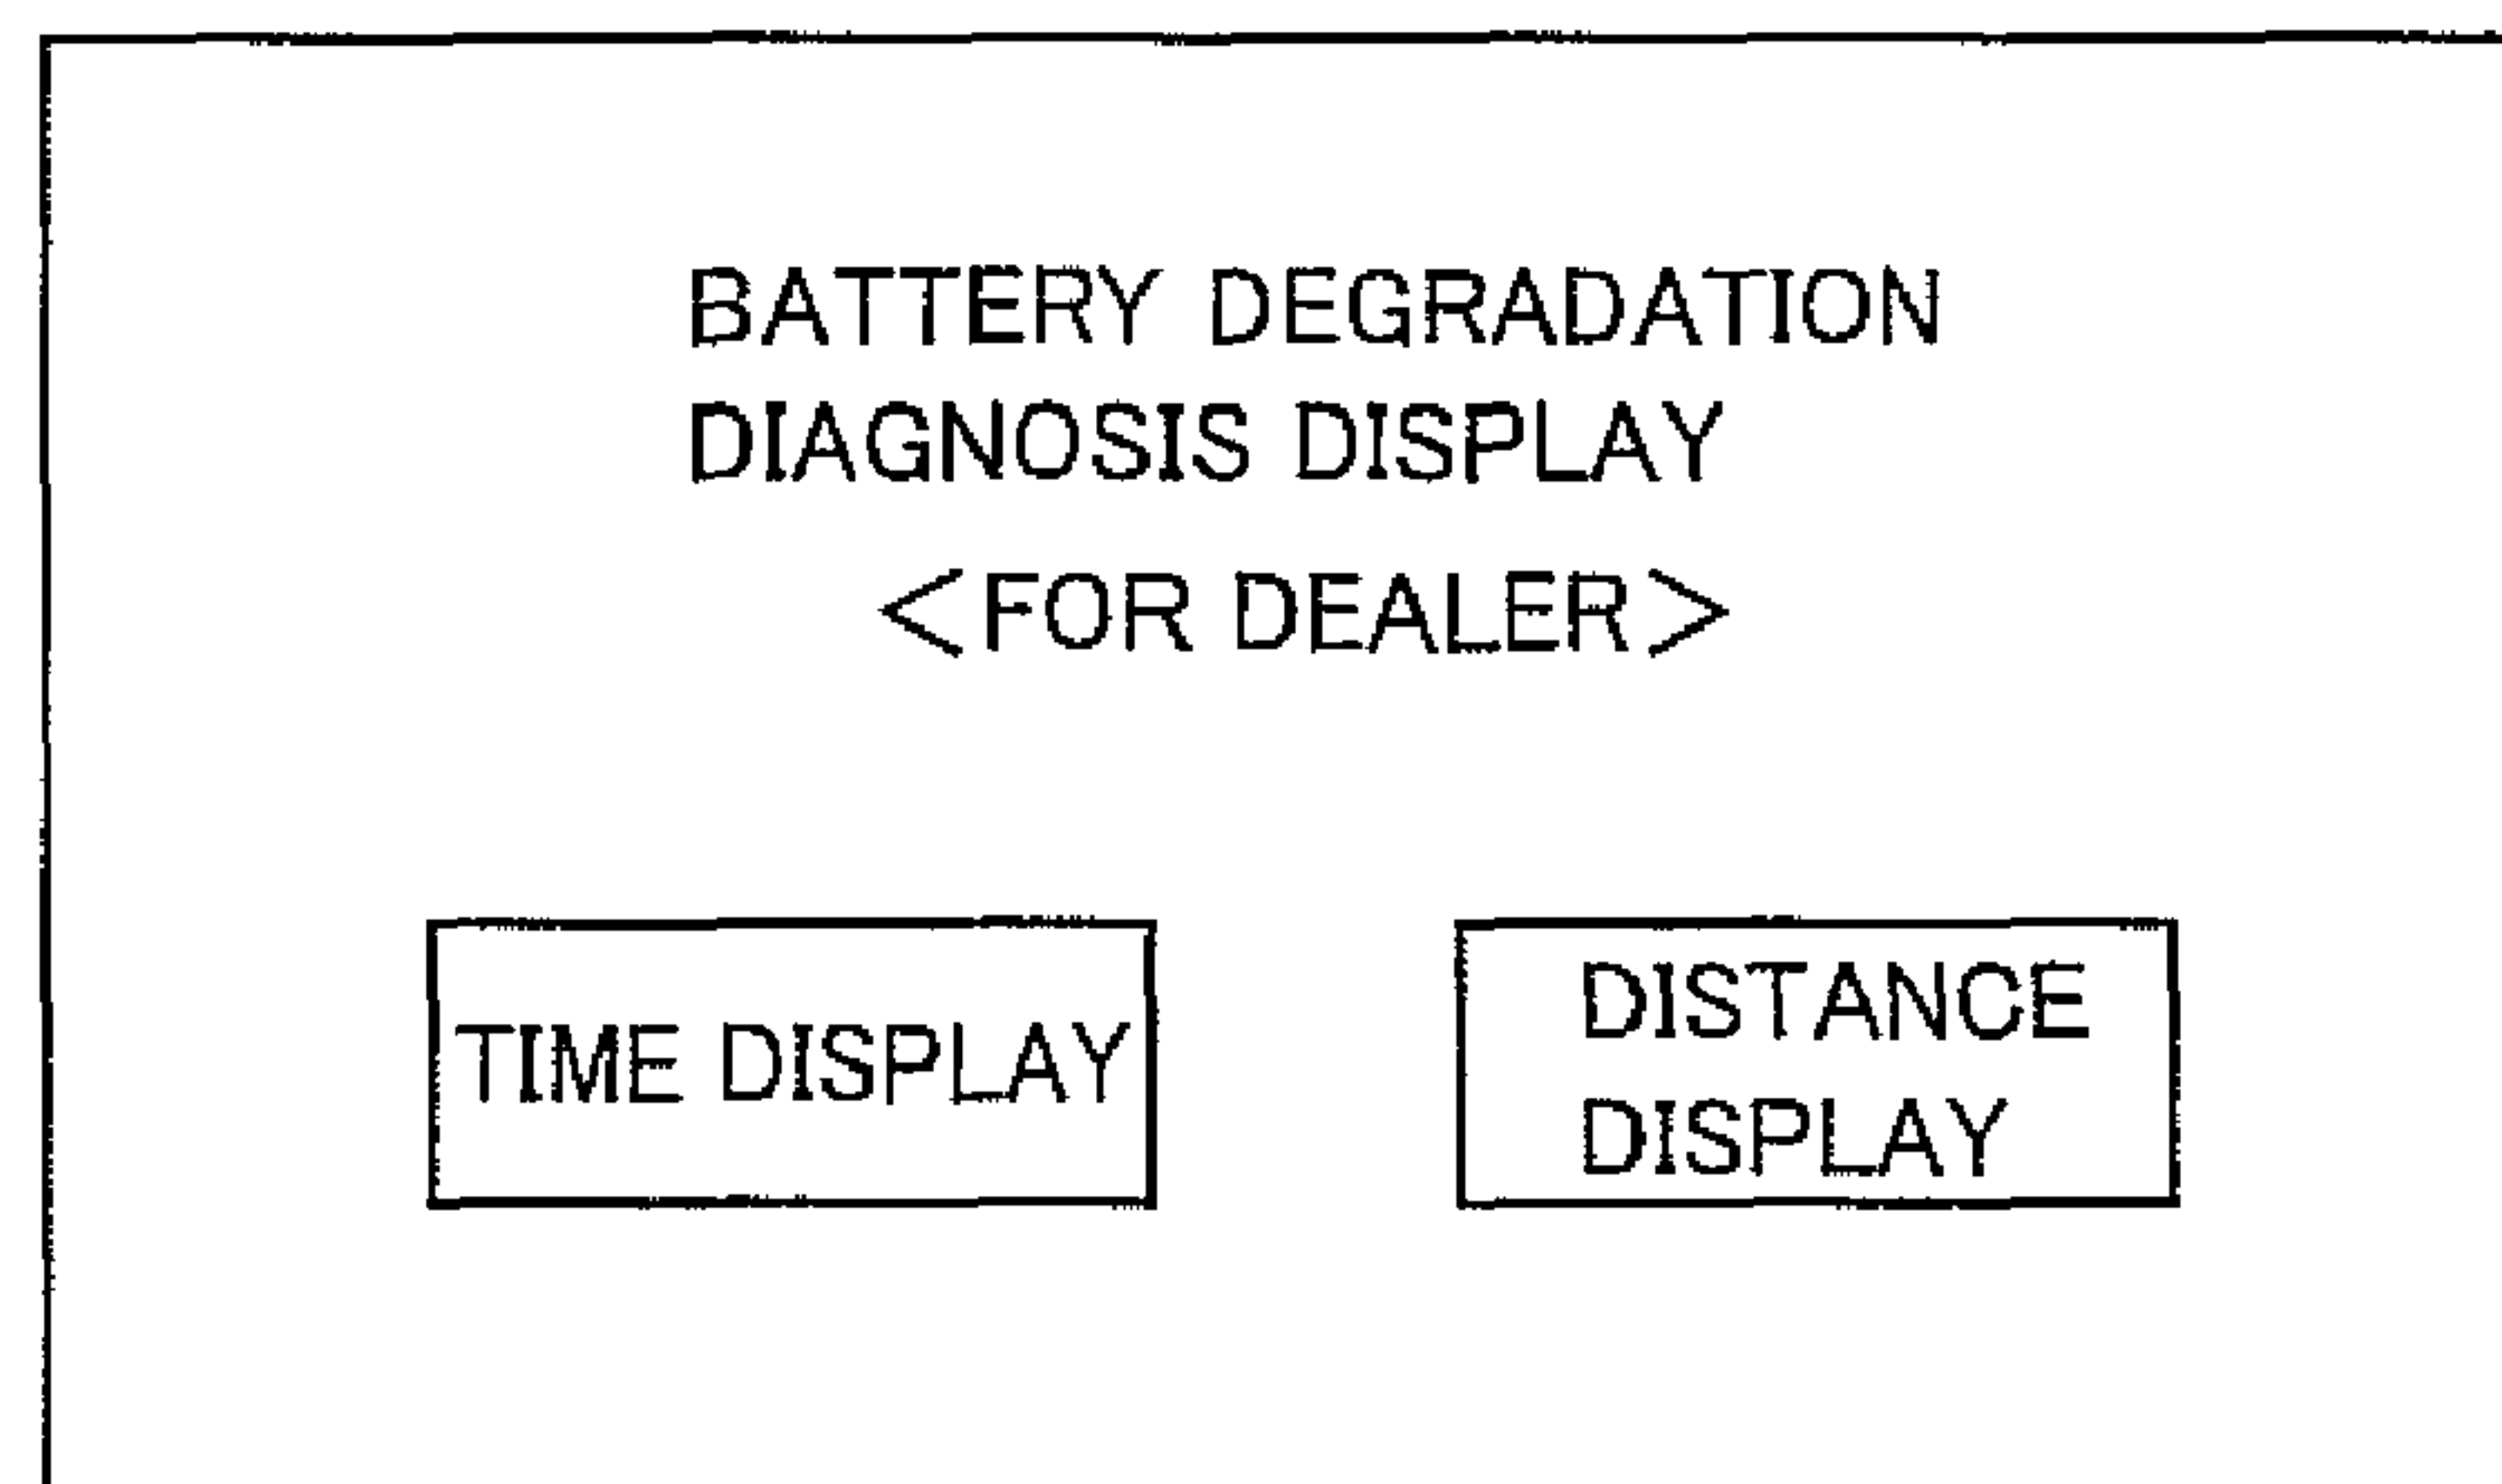 BATTERY DEGRADATION
DIAGNOSIS DISPLAY
<FOR DEALER>
TIME DISPLAY
DISTANCE
DISPLAY